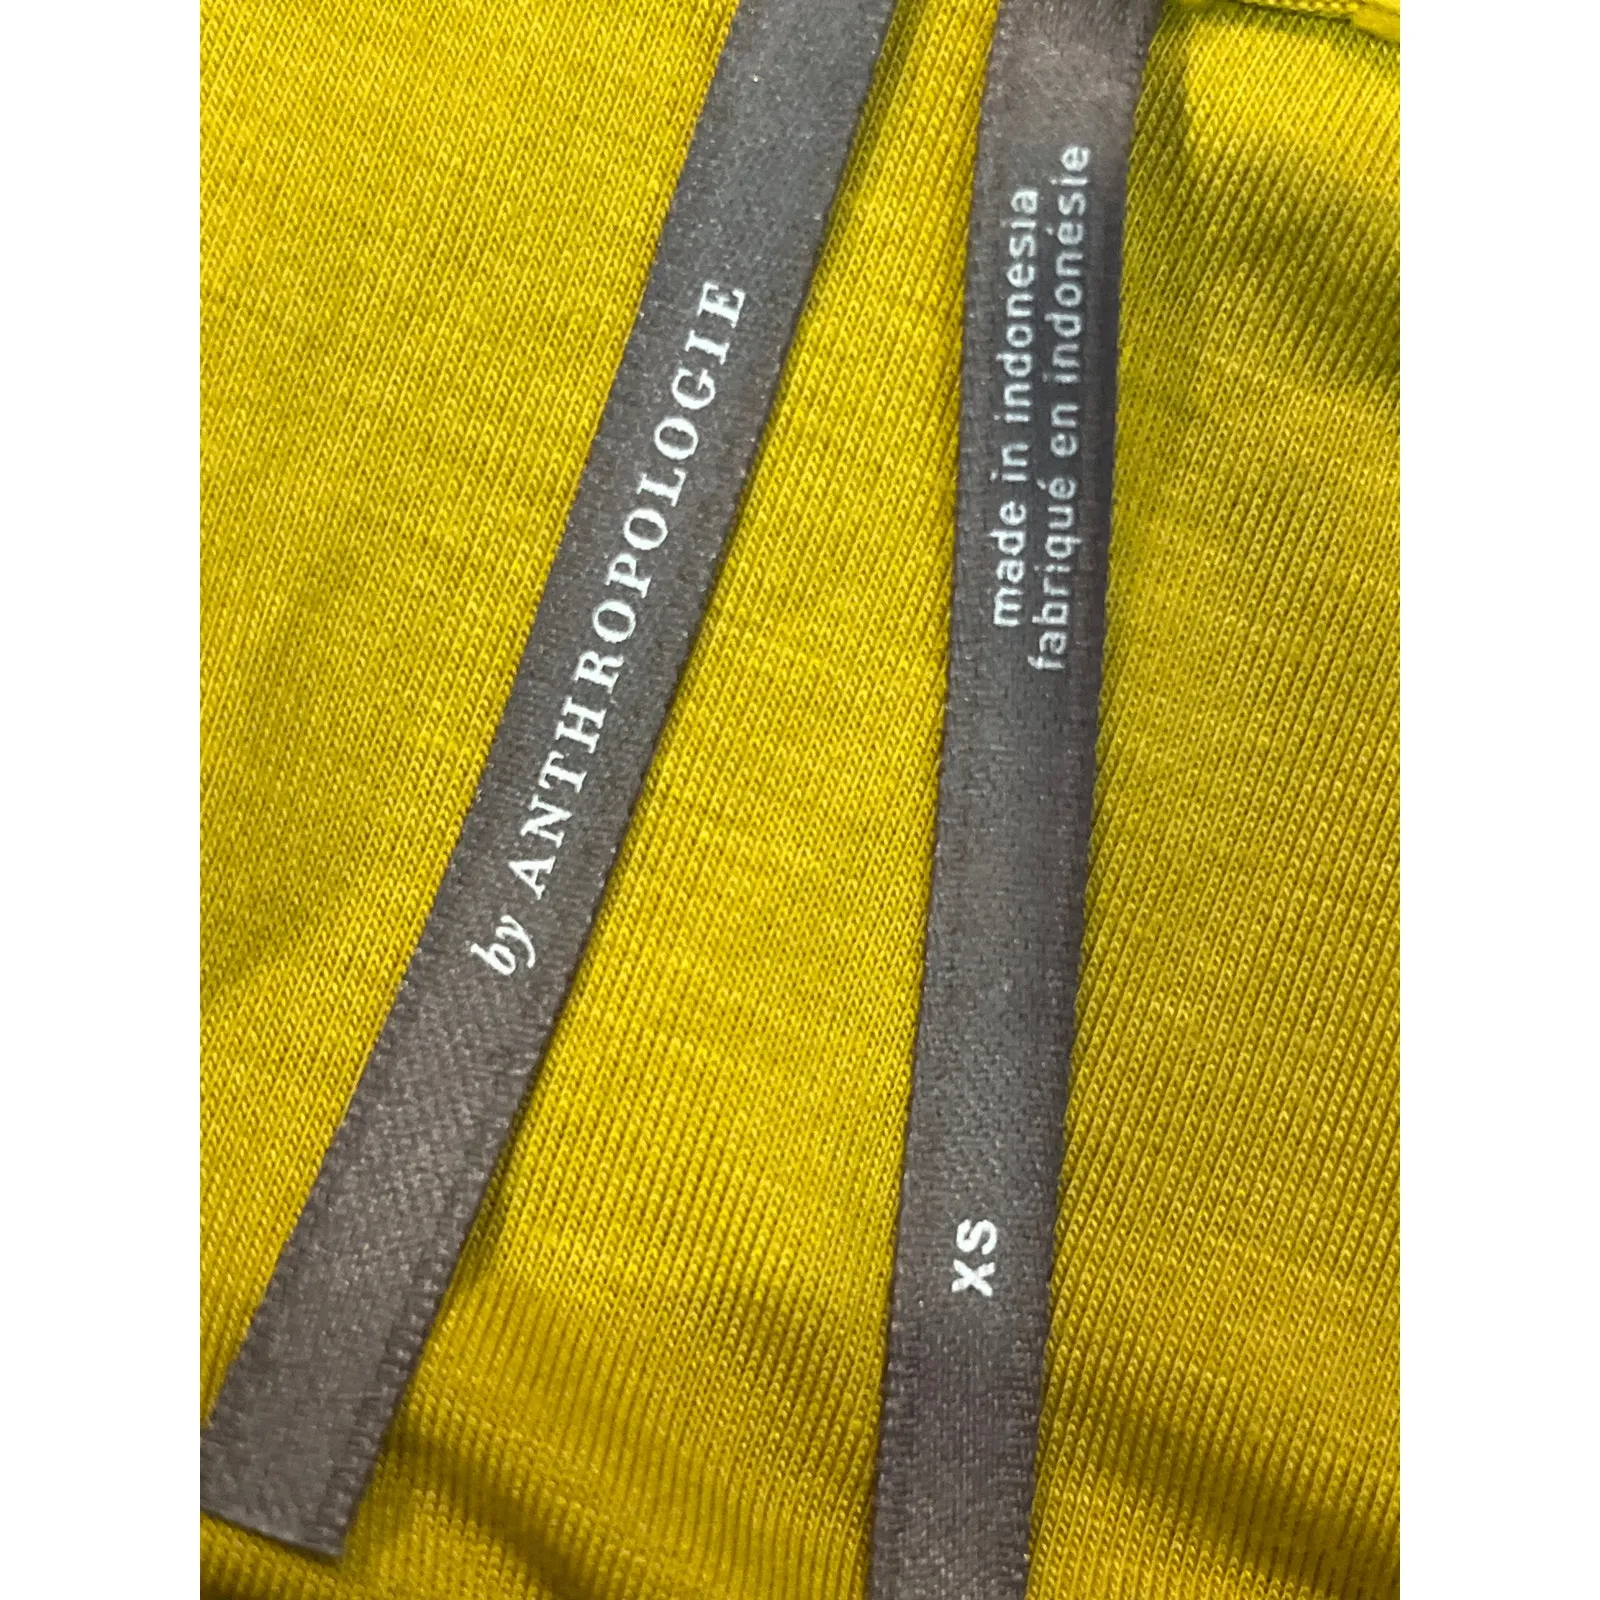 by ANTHROPOLOGIE
made in indonesia
fabriqué en indonésie
XS